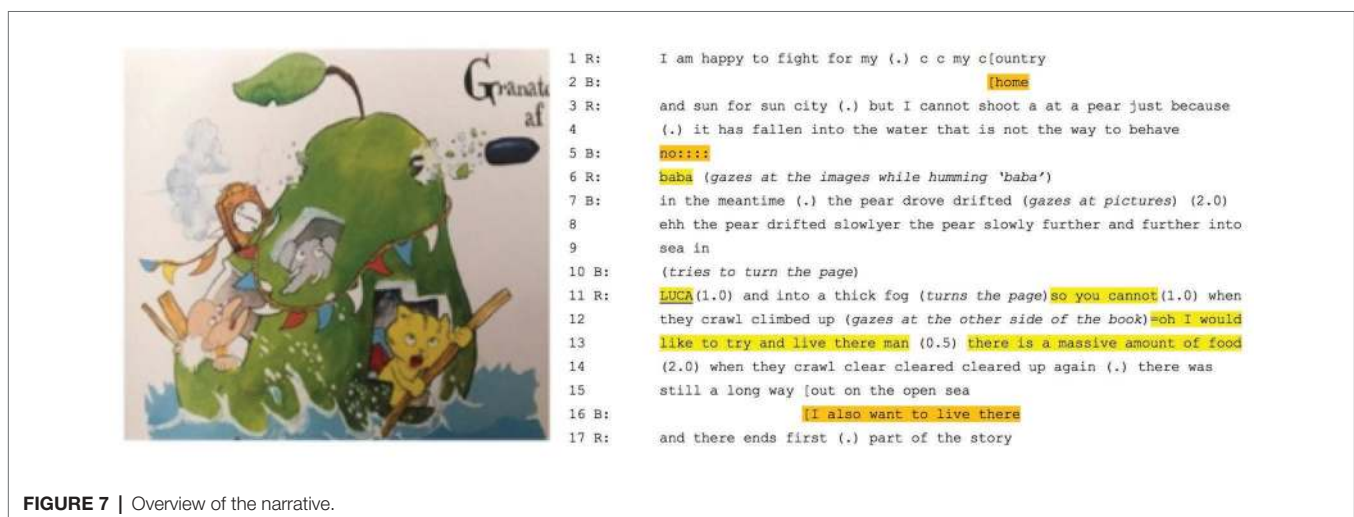 Granat
af
1 R: I am happy to fight for my (.) c c my c[ountry
2 B: [home
3 R: and sun for sun city (.) but I cannot shoot a at a pear just because
4 (.) it has fallen into the water that is not the way to behave
5 B: no::::
6 R: baba (gazes at the images while humming 'baba')
7 B: in the meantime (.) the pear drove drifted (gazes at pictures) (2.0)
8 ehh the pear drifted slowlyer the pear slowly further and further into
9 sea in
10 B: (tries to turn the page)
11 R: LUCA(1.0) and into a thick fog (turns the page)so you cannot(1.0) when
12 they crawl climbed up (gazes at the other side of the book)=oh I would
13 like to try and live there man (0.5) there is a massive amount of food
14 (2.0) when they crawl clear cleared cleared up again (.) there was
15 still a long way [out on the open sea
16 B: [I also want to live there
17 R: and there ends first (.) part of the story
FIGURE 7 | Overview of the narrative.